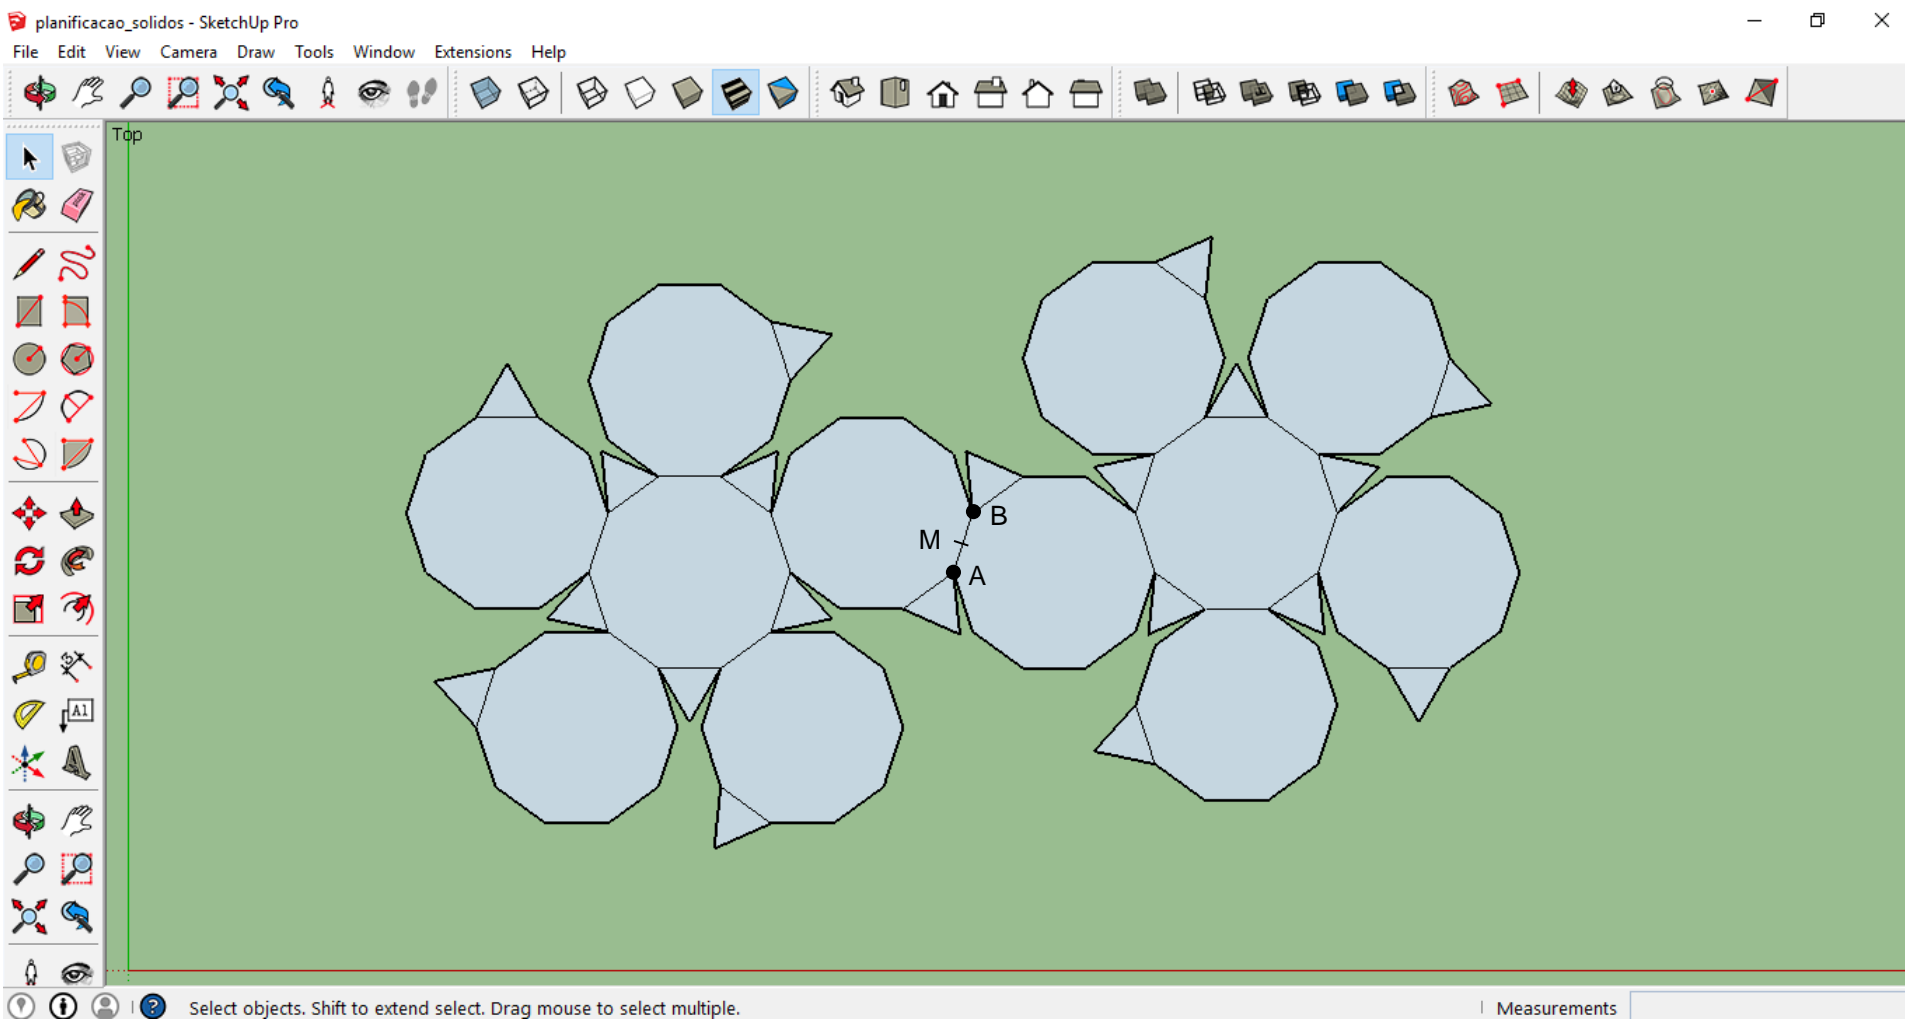 planificacao_solidos - SketchUp Pro
File Edit View Camera Draw Tools Window Extensions Help
Top
A1
B
M
A
Select objects. Shift to extend select. Drag mouse to select multiple.
Measurements